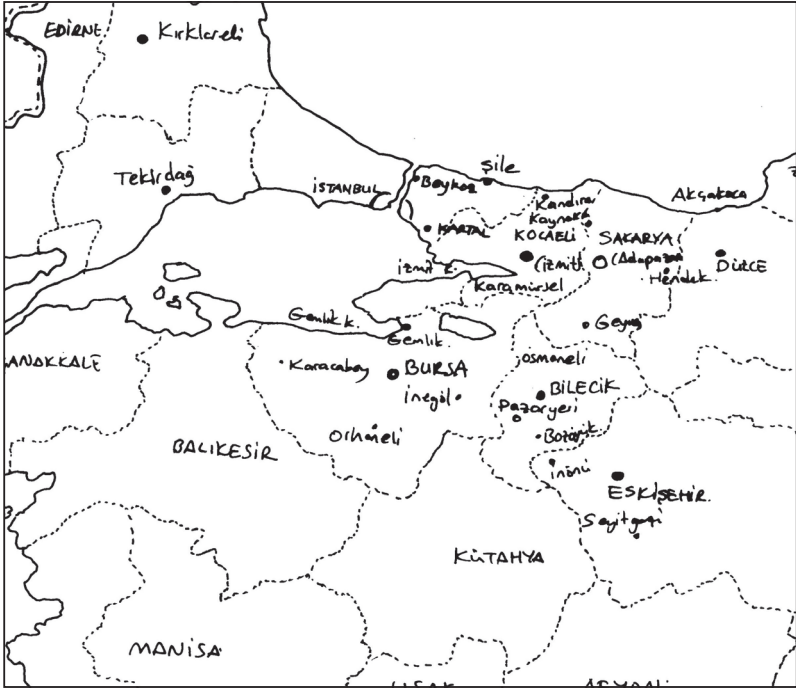 EDİRNE
Kırklareli
Tekirdağ
İSTANBUL
Beykoz
Şile
Kandıra
Kaynarca
Akçakoca
KARTAL
KOCAELİ
(İzmit)
SAKARYA
(Adapazarı
Hendek
DÜZCE
İzmit k.
Karamürsel
Gemlik k.
Gemlik.
Geyve
ANAKKALE
Karacabey
BURSA
Osmaneli
BİLECİK
İnegöl
Pazaryeri
Orhaneli
Bozüyük
BALIKESİR
İnönü
ESKİŞEHİR.
Seyitgazi
KÜTAHYA
MANİSA